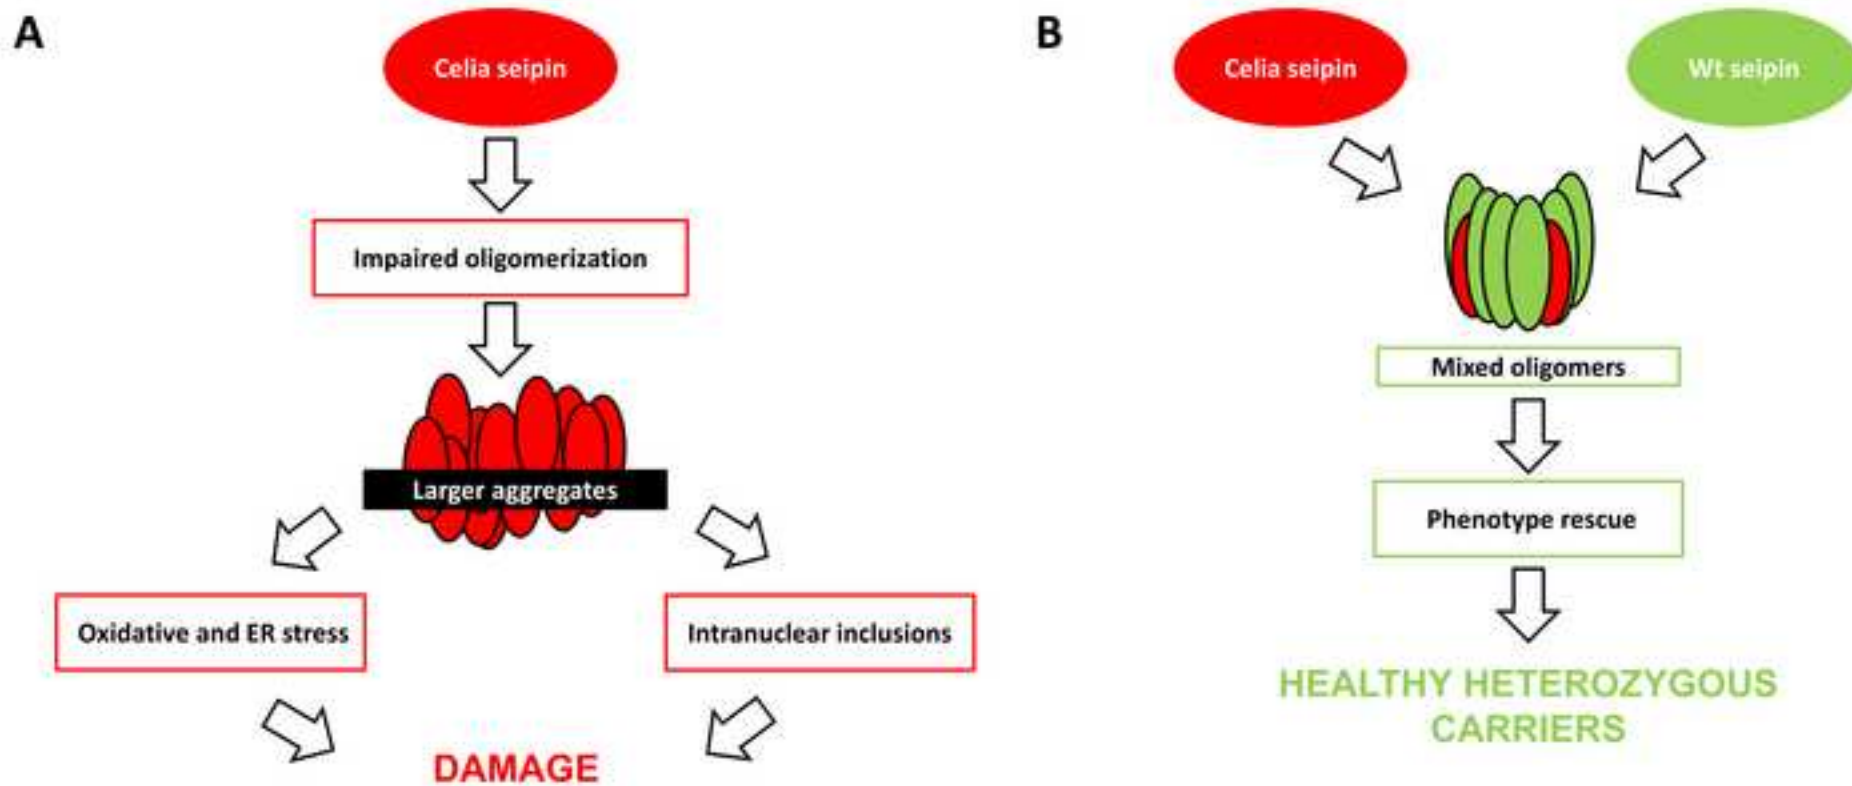 A
Celia seipin
Impaired oligomerization
Larger aggregates
Oxidative and ER stress
Intranuclear inclusions
DAMAGE
B
Celia seipin
Wt seipin
Mixed oligomers
Phenotype rescue
HEALTHY HETEROZYGOUS
CARRIERS